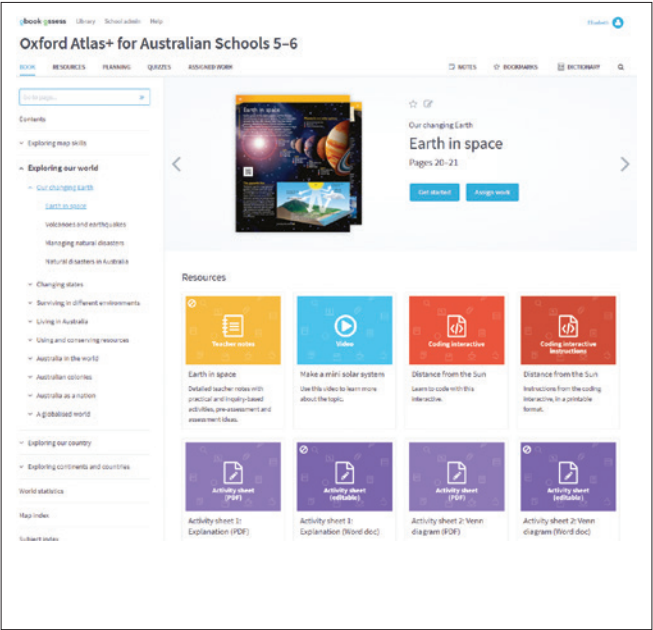 obook assess Library School admin Help
Elizabeth
Oxford Atlas+ for Australian Schools 5–6
BOOK RESOURCES PLANNING QUIZZES ASSIGNED WORK
NOTES BOOKMARKS DICTIONARY
Go to page...
Contents
Exploring map skills
Exploring our world
Our changing Earth
Earth in space
Volcanoes and earthquakes
Managing natural disasters
Natural disasters in Australia
Changing states
Surviving in different environments
Living in Australia
Using and conserving resources
Australia in the world
Australian colonies
Australia as a nation
A globalised world
Exploring our country
Exploring continents and countries
World statistics
Map index
Subject index
Earth in space
Our changing Earth
Earth in space
Pages 20–21
Get started
Assign work
Resources
Teacher notes
Earth in space
Detailed teacher notes with
practical and inquiry-based
activities, pre-assessment and
assessment ideas.
Video
Make a mini solar system
Use this video to learn more
about the topic.
Coding interactive
Distance from the Sun
Learn to code with this
interactive.
Coding interactive
instructions
Distance from the Sun
Instructions from the coding
interactive, in a printable
format.
Activity sheet
(PDF)
Activity sheet 1:
Explanation (PDF)
Activity sheet
(editable)
Activity sheet 1:
Explanation (Word doc)
Activity sheet
(PDF)
Activity sheet 2: Venn
diagram (PDF)
Activity sheet
(editable)
Activity sheet 2: Venn
diagram (Word doc)